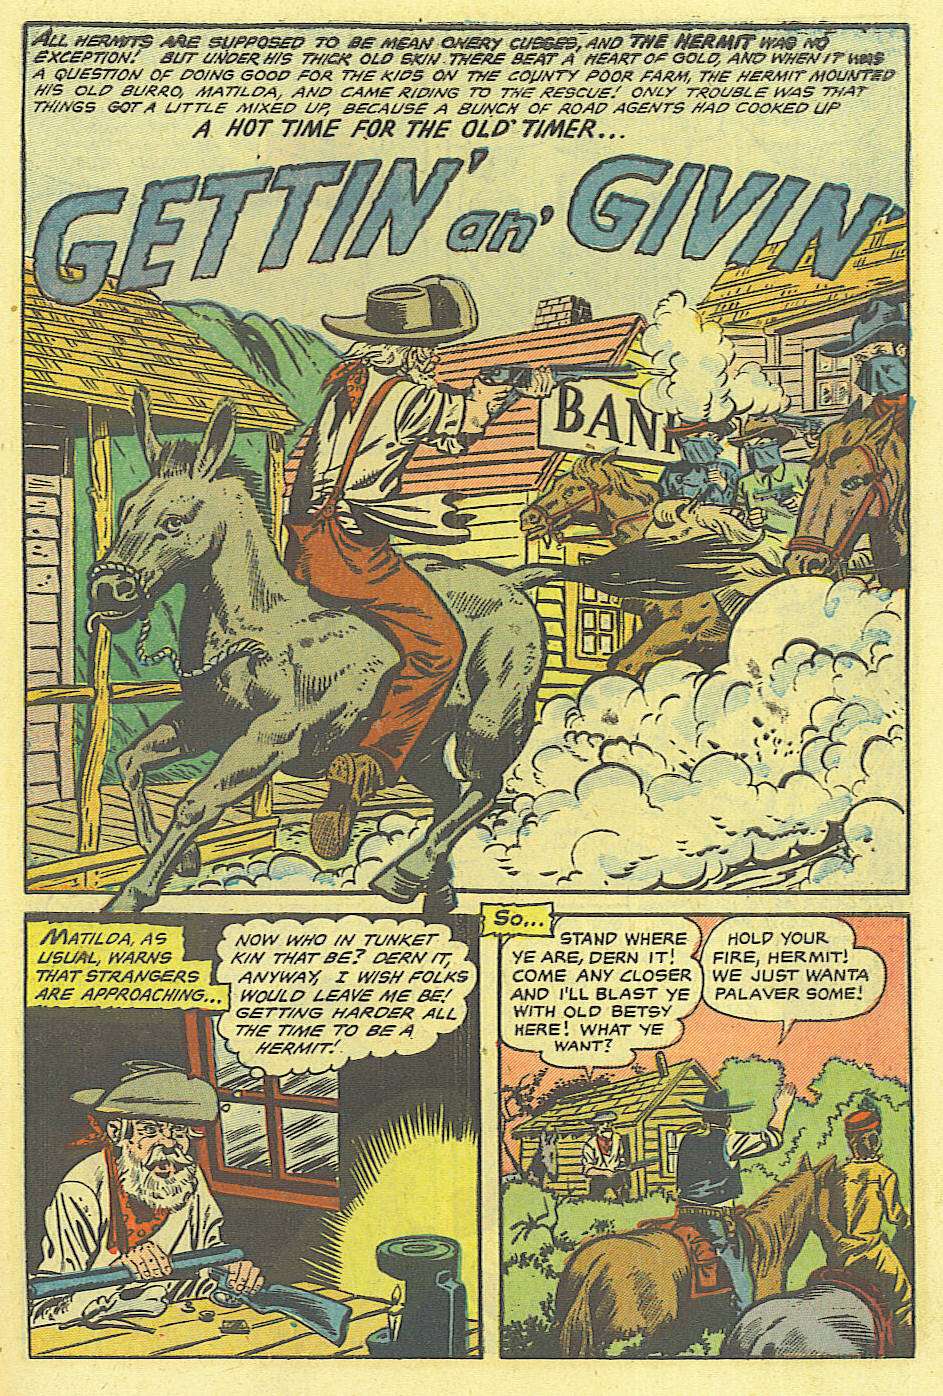 ALL HERMITS ARE SUPPOSED TO BE MEAN ONERY CUSSES, AND THE HERMIT WAS NO
EXCEPTION! BUT UNDER HIS THICK OLD SKIN THERE BEAT A HEART OF GOLD, AND WHEN IT WAS
A QUESTION OF DOING GOOD FOR THE KIDS ON THE COUNTY POOR FARM, THE HERMIT MOUNTED
HIS OLD BURRO, MATILDA, AND CAME RIDING TO THE RESCUE! ONLY TROUBLE WAS THAT
THINGS GOT A LITTLE MIXED UP, BECAUSE A BUNCH OF ROAD AGENTS HAD COOKED UP
A HOT TIME FOR THE OLD TIMER...
GETTIN' an' GIVIN'
BANK
MATILDA, AS
USUAL, WARNS
THAT STRANGERS
ARE APPROACHING...
NOW WHO IN TUNKET
KIN THAT BE? DERN IT,
ANYWAY, I WISH FOLKS
WOULD LEAVE ME BE!
GETTING HARDER ALL
THE TIME TO BE A
HERMIT!
SO...
STAND WHERE
YE ARE, DERN IT!
COME ANY CLOSER
AND I'LL BLAST YE
WITH OLD BETSY
HERE! WHAT YE
WANT?
HOLD YOUR
FIRE, HERMIT!
WE JUST WANTA
PALAVER SOME!